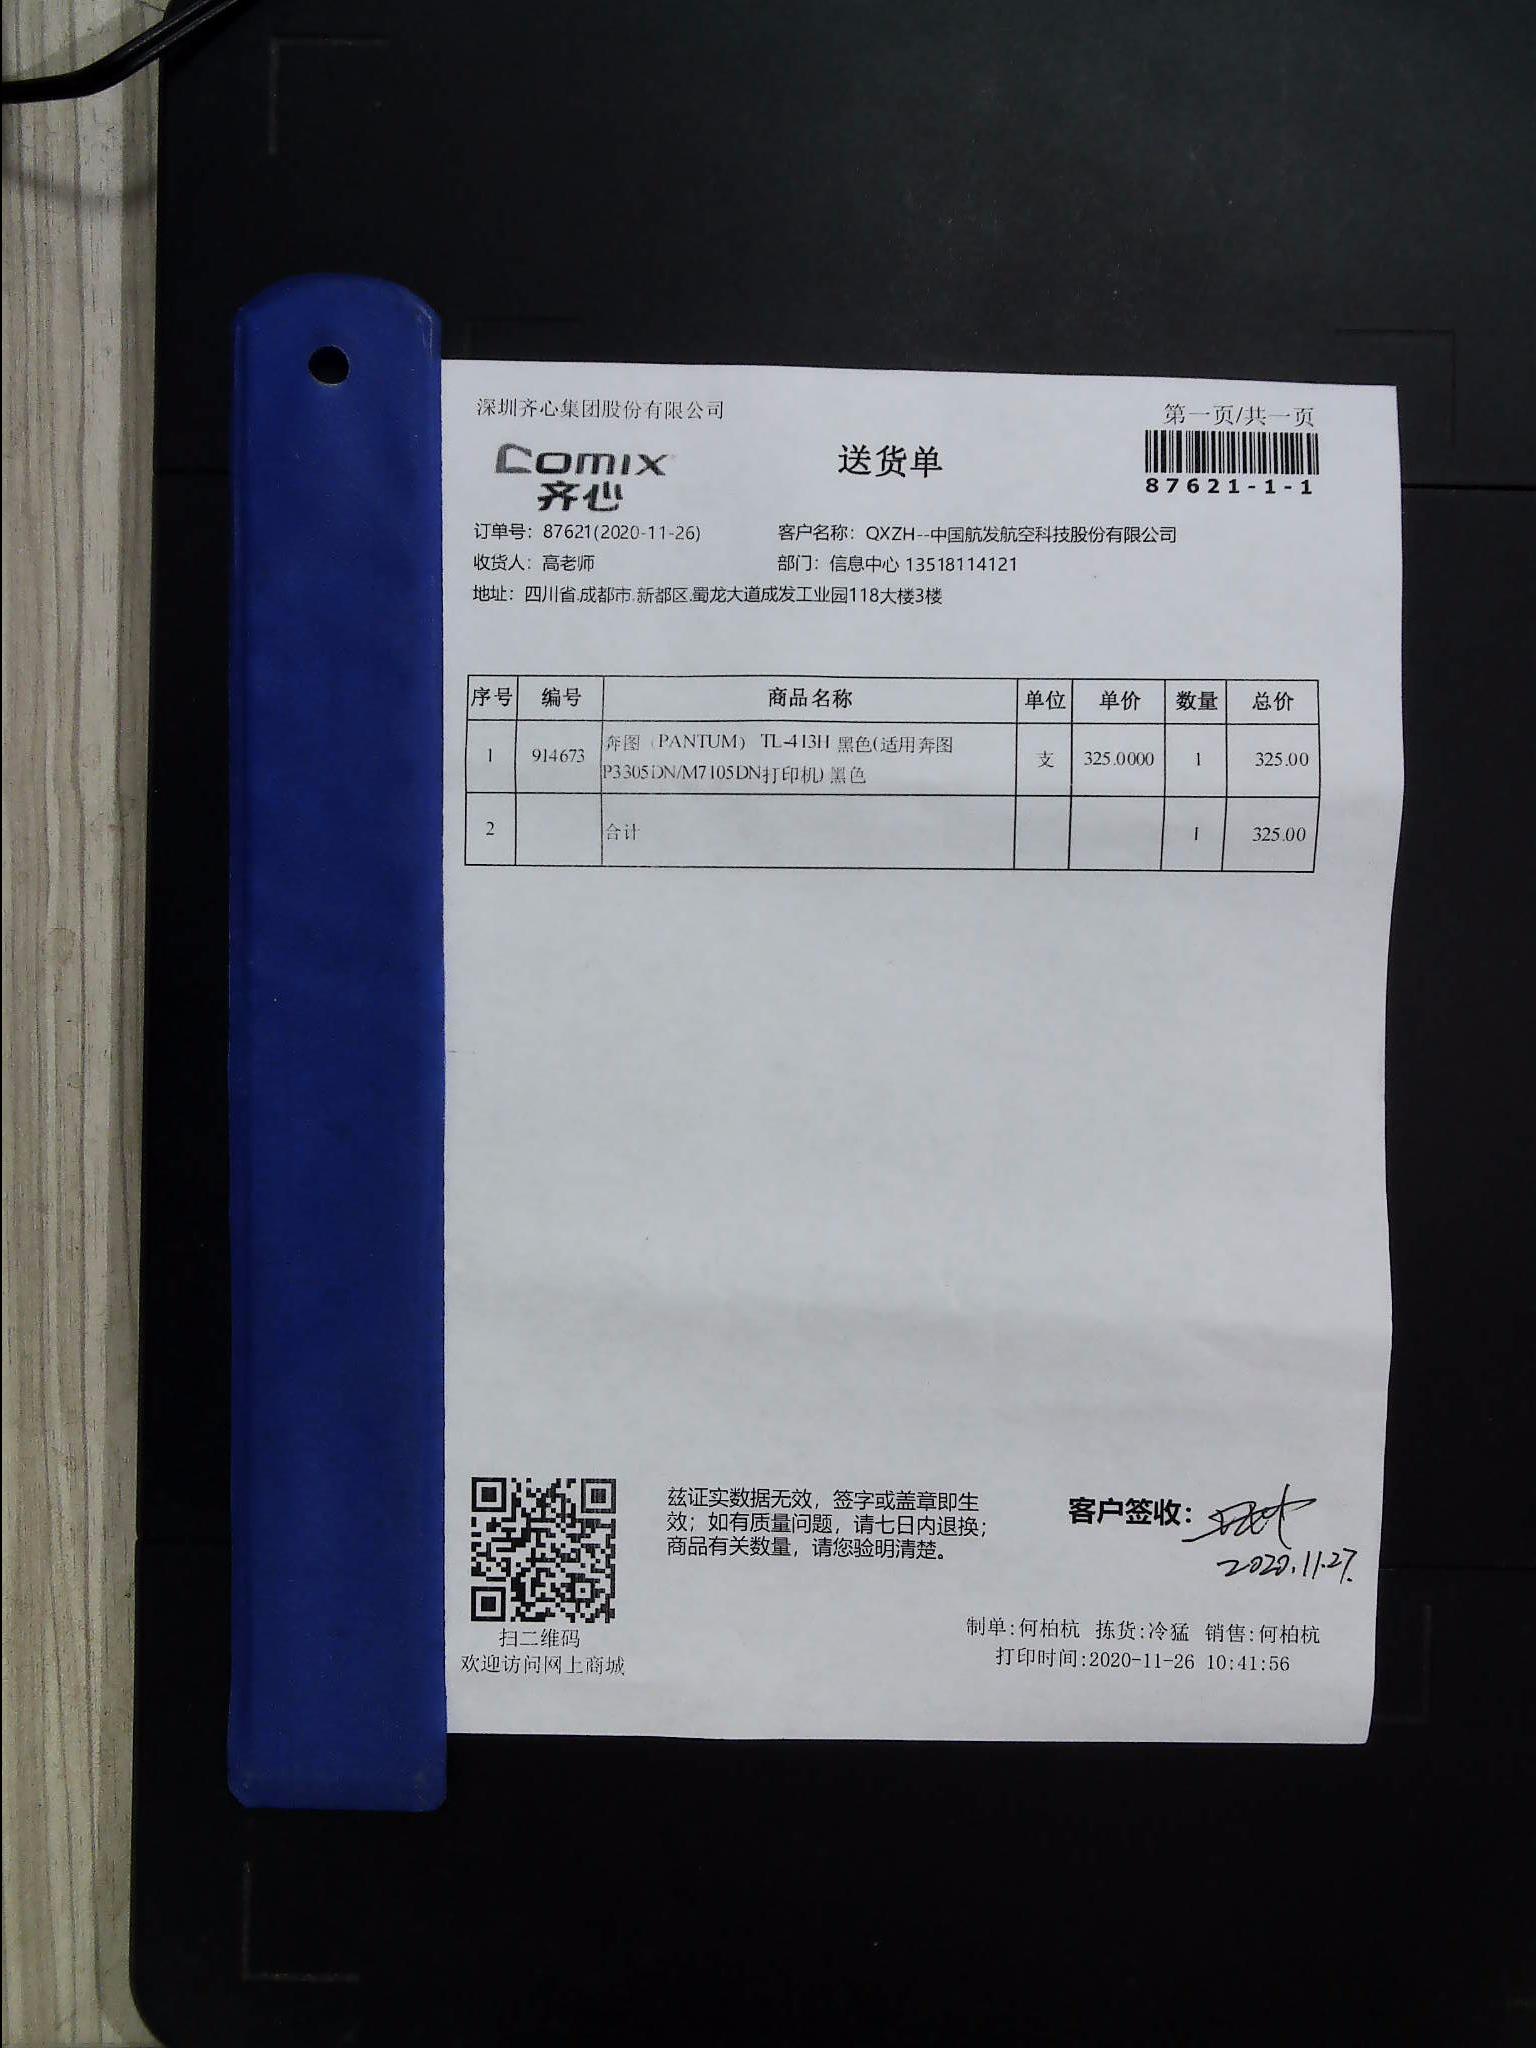 深圳齐心集团股份有限公司
第一页/共一页
comix
齐心
送货单
87621-1-1
订单号：87621(2020-11-26) 客户名称：QXZH--中国航发航空科技股份有限公司
收货人：高老师 部门：信息中心 13518114121
地址：四川省.成都市.新都区.蜀龙大道成发工业园118大楼3楼
序号 编号 商品名称 单位 单价 数量 总价
1 914673 奔图（PANTUM） TL-413H 黑色(适用奔图 支 325.0000 1 325.00
P3305DN/M7105DN打印机) 黑色
2 合计 1 325.00
兹证实数据无效，签字或盖章即生
效；如有质量问题，请七日内退换；
商品有关数量，请您验明清楚。
客户签收：
2020.11.27.
扫二维码
欢迎访问网上商城
制单:何柏杭 拣货:冷猛 销售:何柏杭
打印时间:2020-11-26 10:41:56